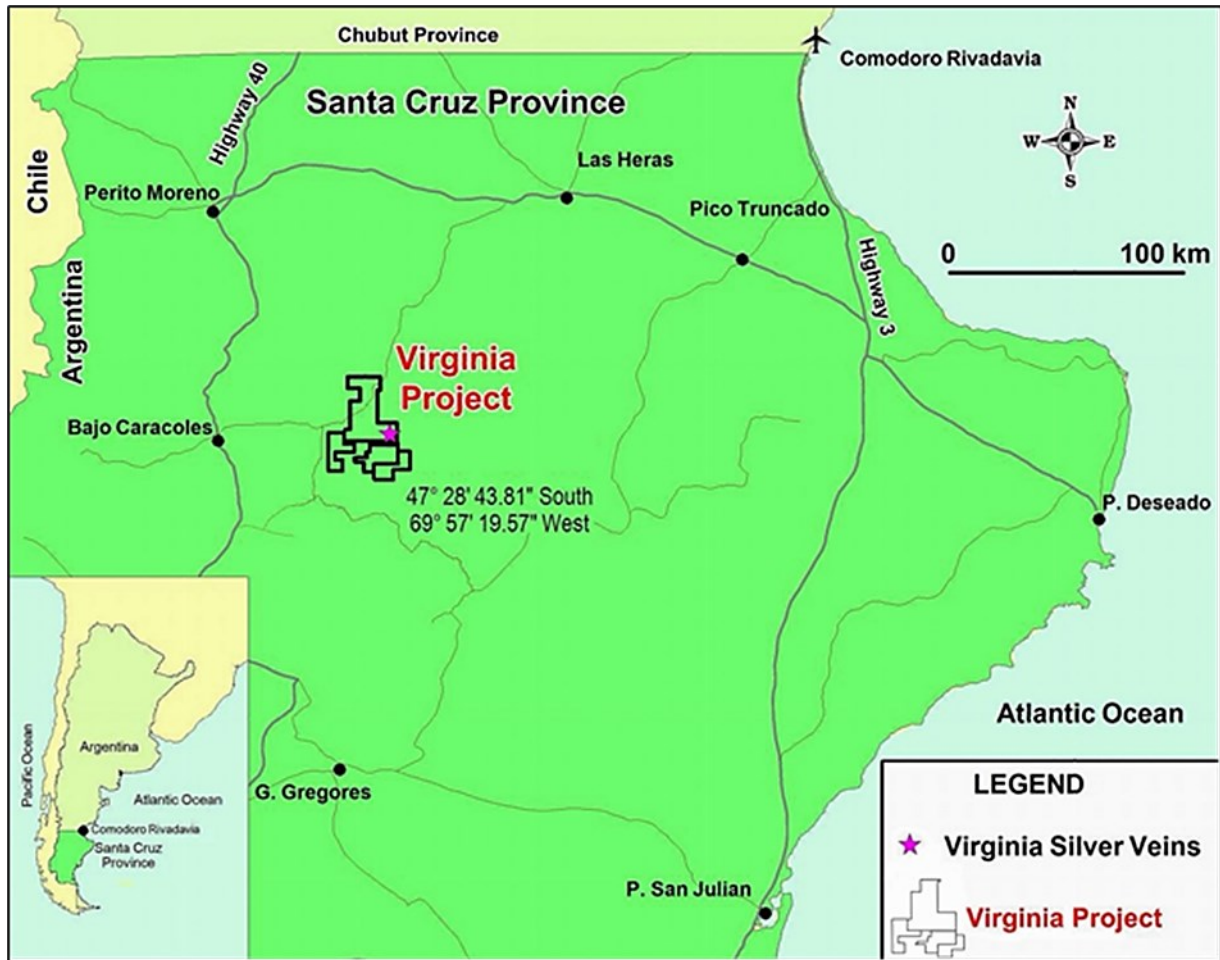 Chubut Province
Comodoro Rivadavia
Highway 40
Santa Cruz Province
N
W
E
S
Chile
Las Heras
Perito Moreno
Pico Truncado
0
100 km
Highway 3
Argentina
Virginia
Project
Bajo Caracoles
47° 28' 43.81" South
69° 57' 19.57" West
P. Deseado
Atlantic Ocean
G. Gregores
P. San Julian
Pacific Ocean
Argentina
Atlantic Ocean
Comodoro Rivadavia
Santa Cruz
Province
LEGEND
Virginia Silver Veins
Virginia Project